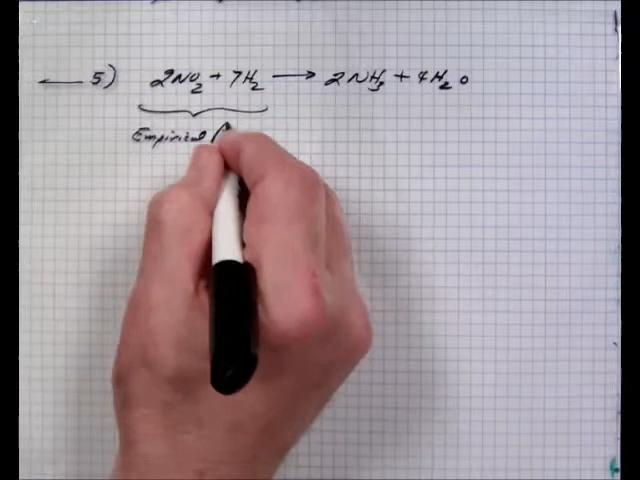 ← 5) 2NO₂ + 7H₂ → 2NH₃ + 4H₂O
Empirical